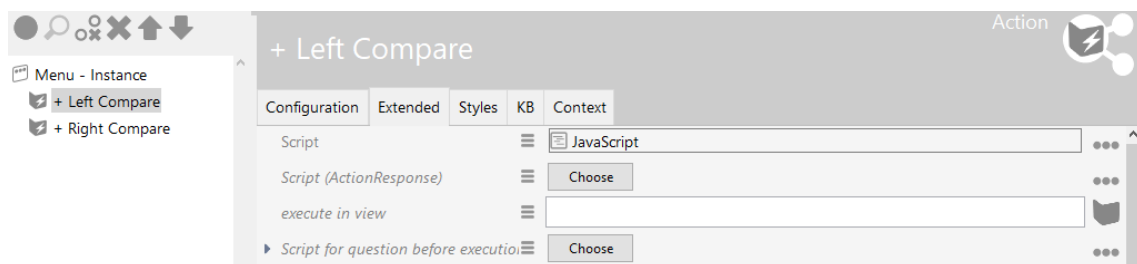 Action
+ Left Compare
Menu - Instance
+ Left Compare
+ Right Compare
Configuration Extended Styles KB Context
Script JavaScript
Script (ActionResponse) Choose
execute in view
Script for question before execution Choose